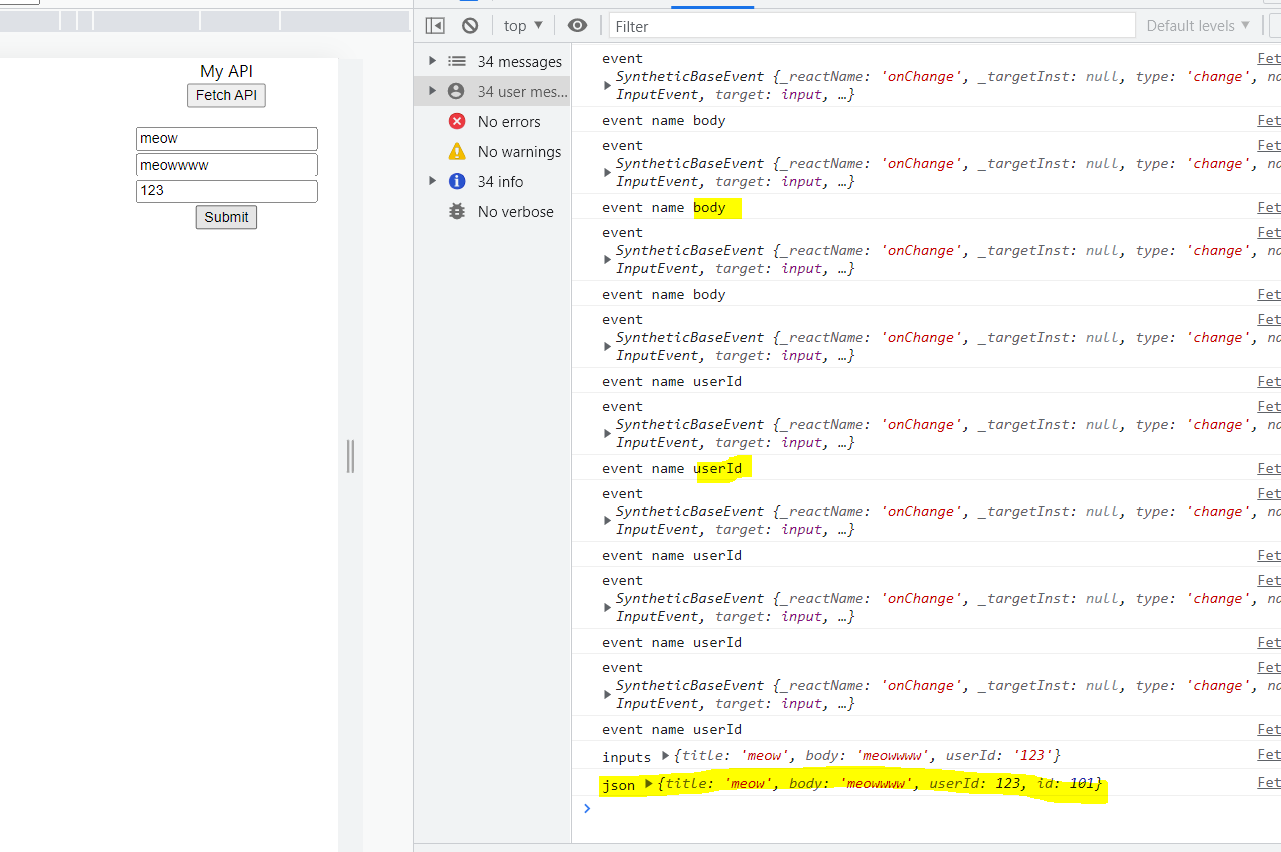 top
Filter
Default levels
My API
Fetch API
meow
meowwww
123
Submit
34 messages
34 user mes...
No errors
No warnings
34 info
No verbose
event
Fet
SyntheticBaseEvent {_reactName: 'onChange', _targetInst: null, type: 'change', na
InputEvent, target: input, …}
event name body
Fet
event
Fet
SyntheticBaseEvent {_reactName: 'onChange', _targetInst: null, type: 'change', na
InputEvent, target: input, …}
event name body
Fet
event
Fet
SyntheticBaseEvent {_reactName: 'onChange', _targetInst: null, type: 'change', na
InputEvent, target: input, …}
event name body
Fet
event
Fet
SyntheticBaseEvent {_reactName: 'onChange', _targetInst: null, type: 'change', na
InputEvent, target: input, …}
event name userId
Fet
event
Fet
SyntheticBaseEvent {_reactName: 'onChange', _targetInst: null, type: 'change', na
InputEvent, target: input, …}
event name userId
Fet
event
Fet
SyntheticBaseEvent {_reactName: 'onChange', _targetInst: null, type: 'change', na
InputEvent, target: input, …}
event name userId
Fet
event
Fet
SyntheticBaseEvent {_reactName: 'onChange', _targetInst: null, type: 'change', na
InputEvent, target: input, …}
event name userId
Fet
event
Fet
SyntheticBaseEvent {_reactName: 'onChange', _targetInst: null, type: 'change', na
InputEvent, target: input, …}
event name userId
Fet
inputs {title: 'meow', body: 'meowwww', userId: '123'}
Fet
json {title: 'meow', body: 'meowwww', userId: 123, id: 101}
Fet